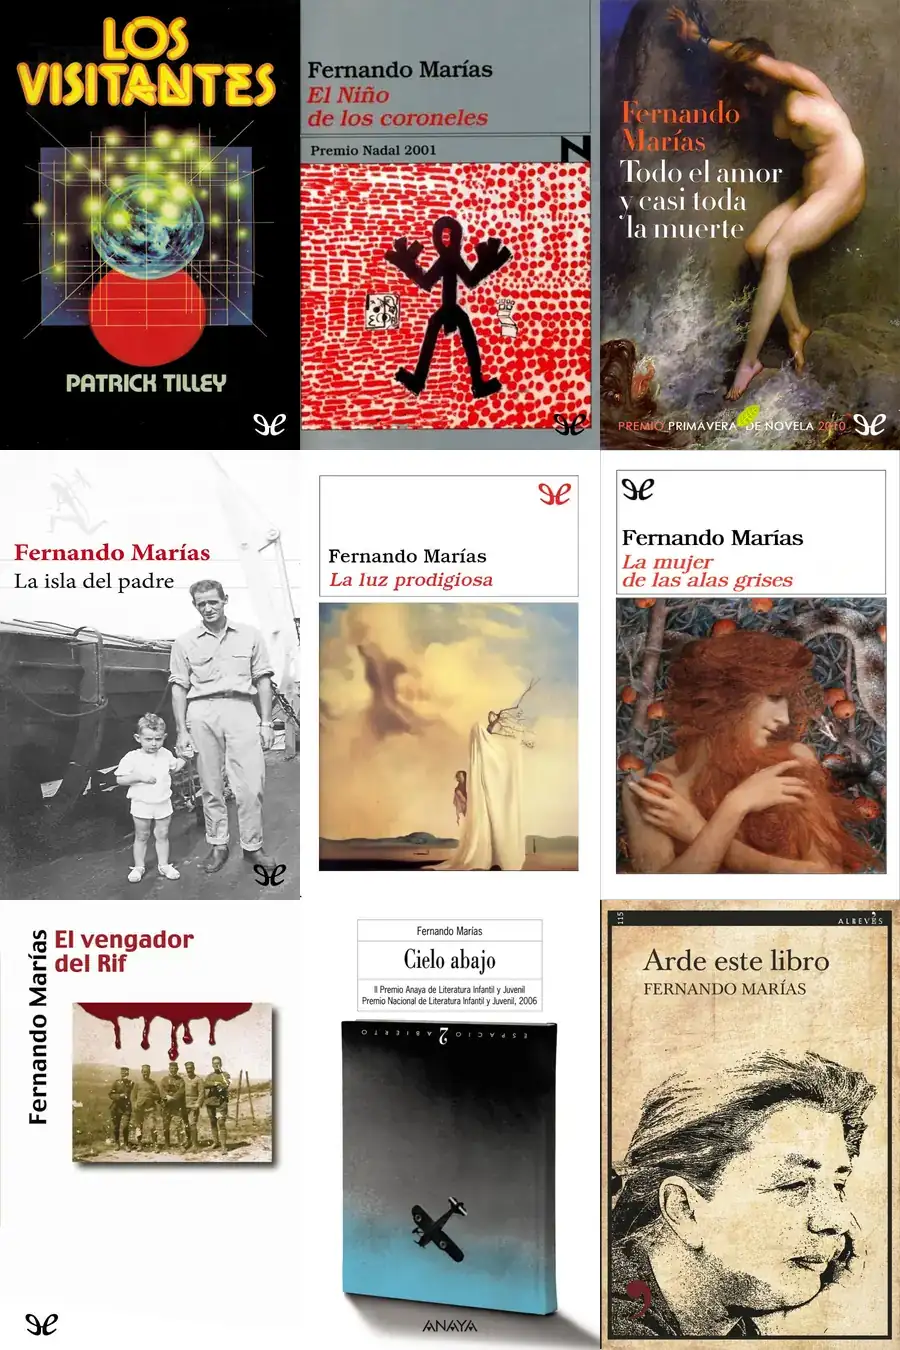 LOS
VISITANTES
PATRICK TILLEY
Fernando Marías
El Niño
de los coroneles
Premio Nadal 2001
N
Fernando
Marías
Todo el amor
y casi toda
la muerte
PREMIO PRIMAVERA DE NOVELA 2010
Fernando Marías
La isla del padre
Fernando Marías
La luz prodigiosa
Fernando Marías
La mujer
de las alas grises
Fernando Marías
El vengador
del Rif
Fernando Marías
Cielo abajo
II Premio Anaya de Literatura Infantil y Juvenil
Premio Nacional de Literatura Infantil y Juvenil, 2006
ESPACIO ABIERTO
ANAYA
115
ALREVÉS
Arde este libro
FERNANDO MARÍAS